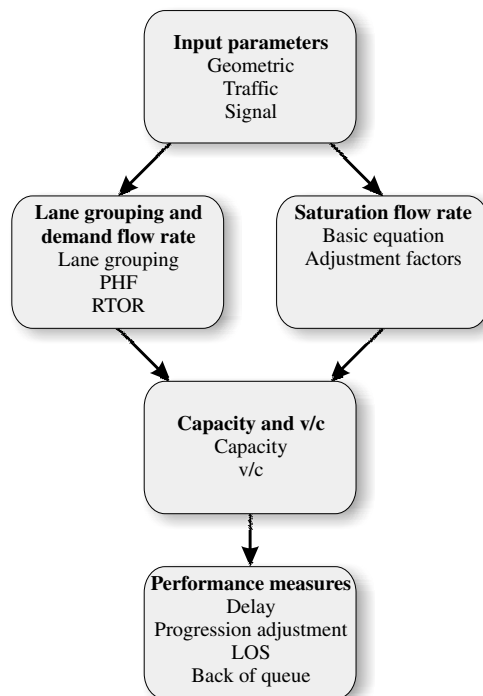 Input parameters
Geometric
Traffic
Signal
Lane grouping and
demand flow rate
Lane grouping
PHF
RTOR
Saturation flow rate
Basic equation
Adjustment factors
Capacity and v/c
Capacity
v/c
Performance measures
Delay
Progression adjustment
LOS
Back of queue